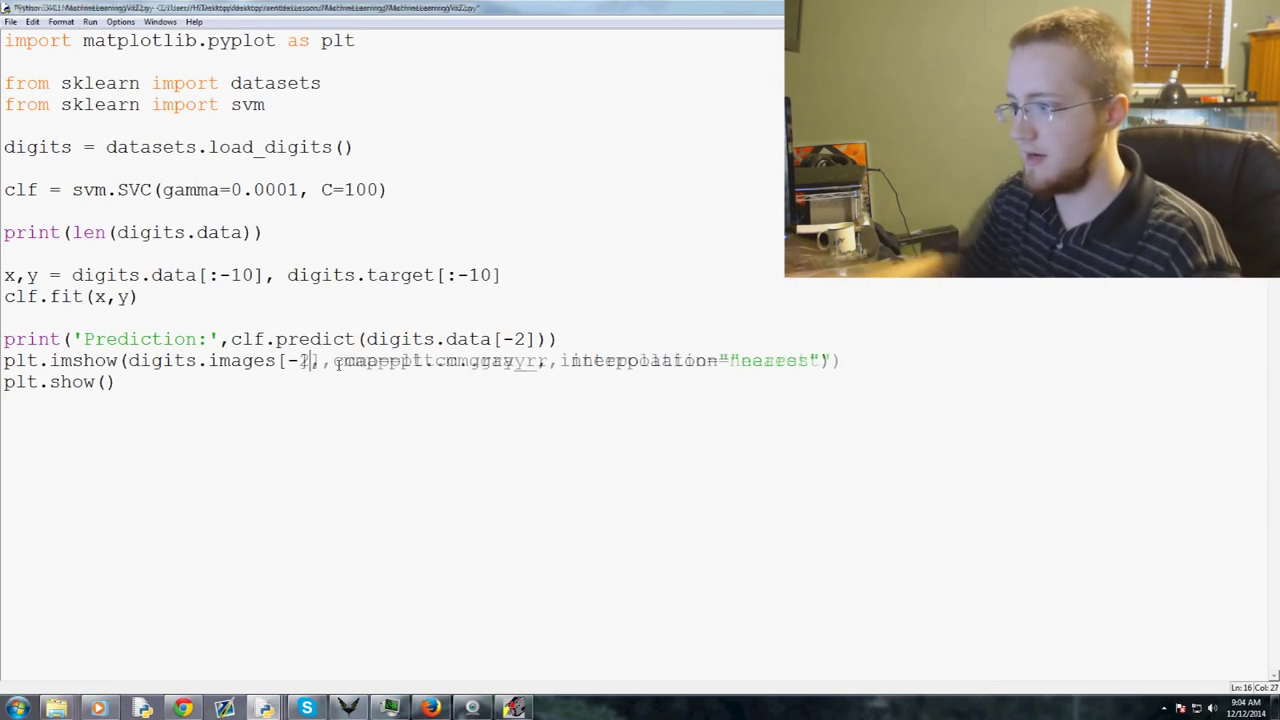 File Edit Format Run Options Windows Help
import matplotlib.pyplot as plt
from sklearn import datasets
from sklearn import svm
digits = datasets.load_digits()
clf = svm.SVC(gamma=0.0001, C=100)
print(len(digits.data))
x,y = digits.data[:-10], digits.target[:-10]
clf.fit(x,y)
print('Prediction:',clf.predict(digits.data[-2]))
plt.imshow(digits.images[-2], interpolation="nearest")
plt.show()
Ln: 16 Col: 27
9:04 AM
12/12/2014